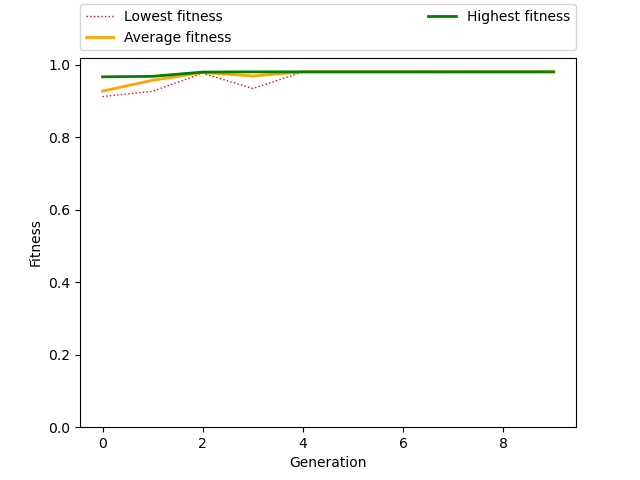 Lowest fitness
Average fitness
Highest fitness
1.0
0.8
0.6
0.4
0.2
0.0
Fitness
0 2 4 6 8
Generation